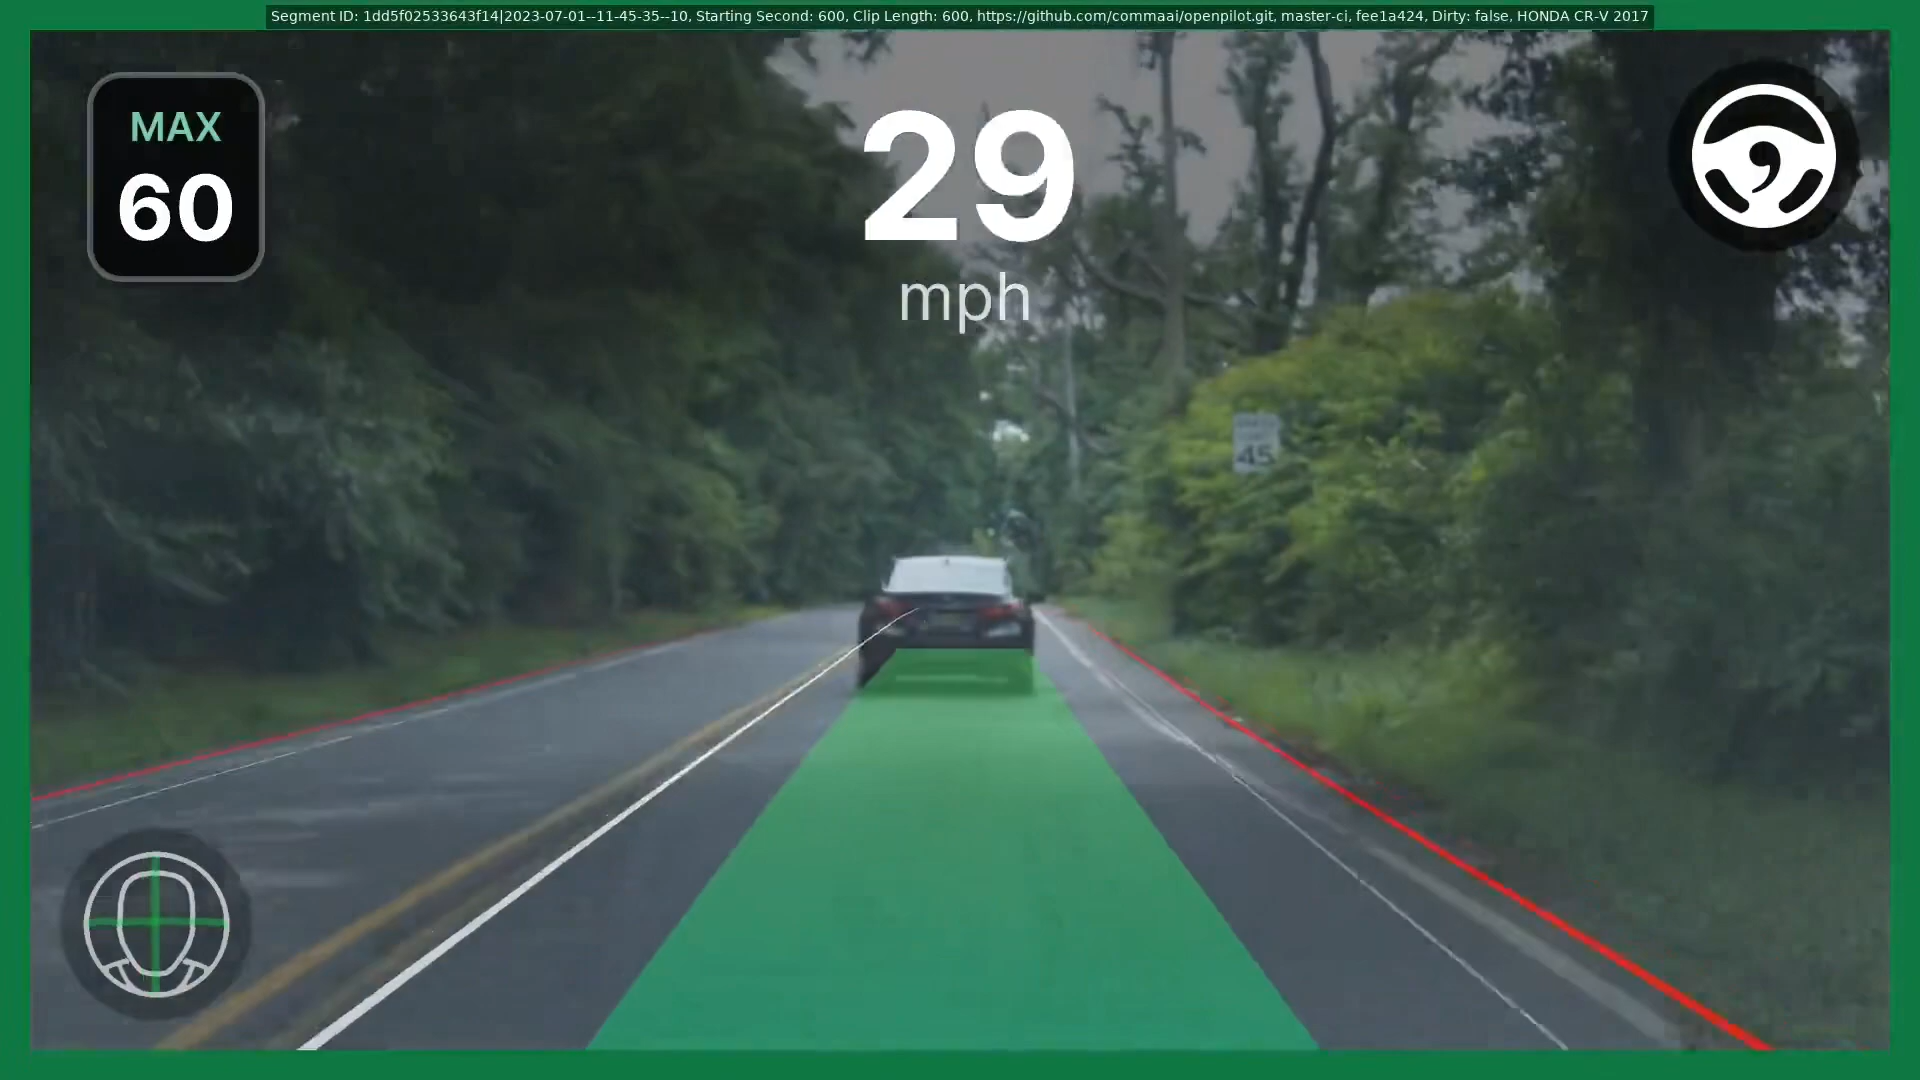 Segment ID: 1dd5f02533643f14|2023-07-01--11-45-35--10, Starting Second: 600, Clip Length: 600, https://github.com/commaai/openpilot.git, master-ci, fee1a424, Dirty: false, HONDA CR-V 2017
MAX
60
29
mph
45